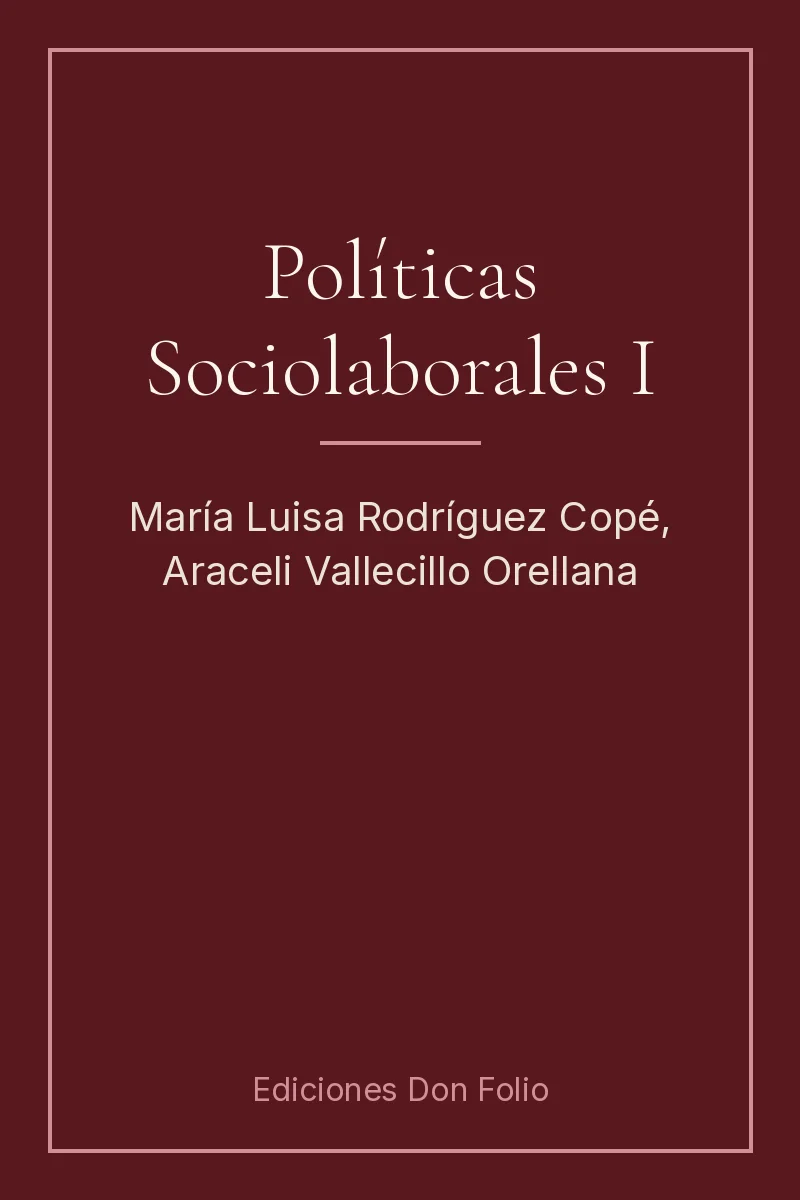 Políticas
Sociolaborales I
María Luisa Rodríguez Copé,
Araceli Vallecillo Orellana
Ediciones Don Folio